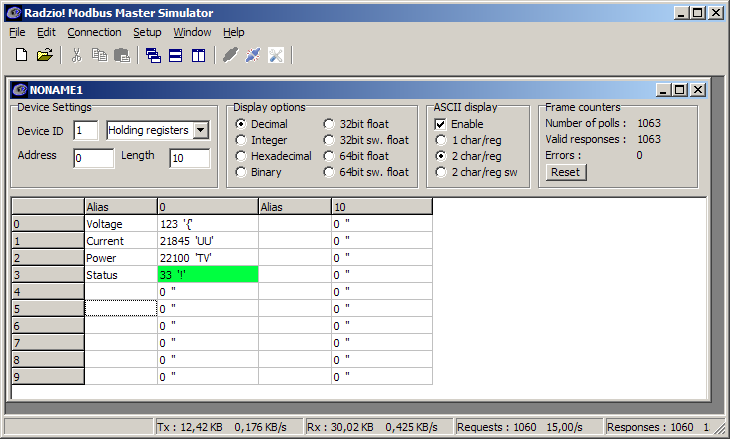 Radzio! Modbus Master Simulator
File Edit Connection Setup Window Help
NONAME1
Device Settings
Device ID 1 Holding registers
Address 0 Length 10
Display options
Decimal 32bit float
Integer 32bit sw. float
Hexadecimal 64bit float
Binary 64bit sw. float
ASCII display
Enable
1 char/reg
2 char/reg
2 char/reg sw
Frame counters
Number of polls : 1063
Valid responses : 1063
Errors : 0
Reset
Alias 0 Alias 10
0 Voltage 123 '{' 0 ''
1 Current 21845 'UU' 0 ''
2 Power 22100 'TV' 0 ''
3 Status 33 '!' 0 ''
4 0 '' 0 ''
5 0 '' 0 ''
6 0 '' 0 ''
7 0 '' 0 ''
8 0 '' 0 ''
9 0 '' 0 ''
Tx : 12,42 KB 0,176 KB/s Rx : 30,02 KB 0,425 KB/s Requests : 1060 15,00/s Responses : 1060 1